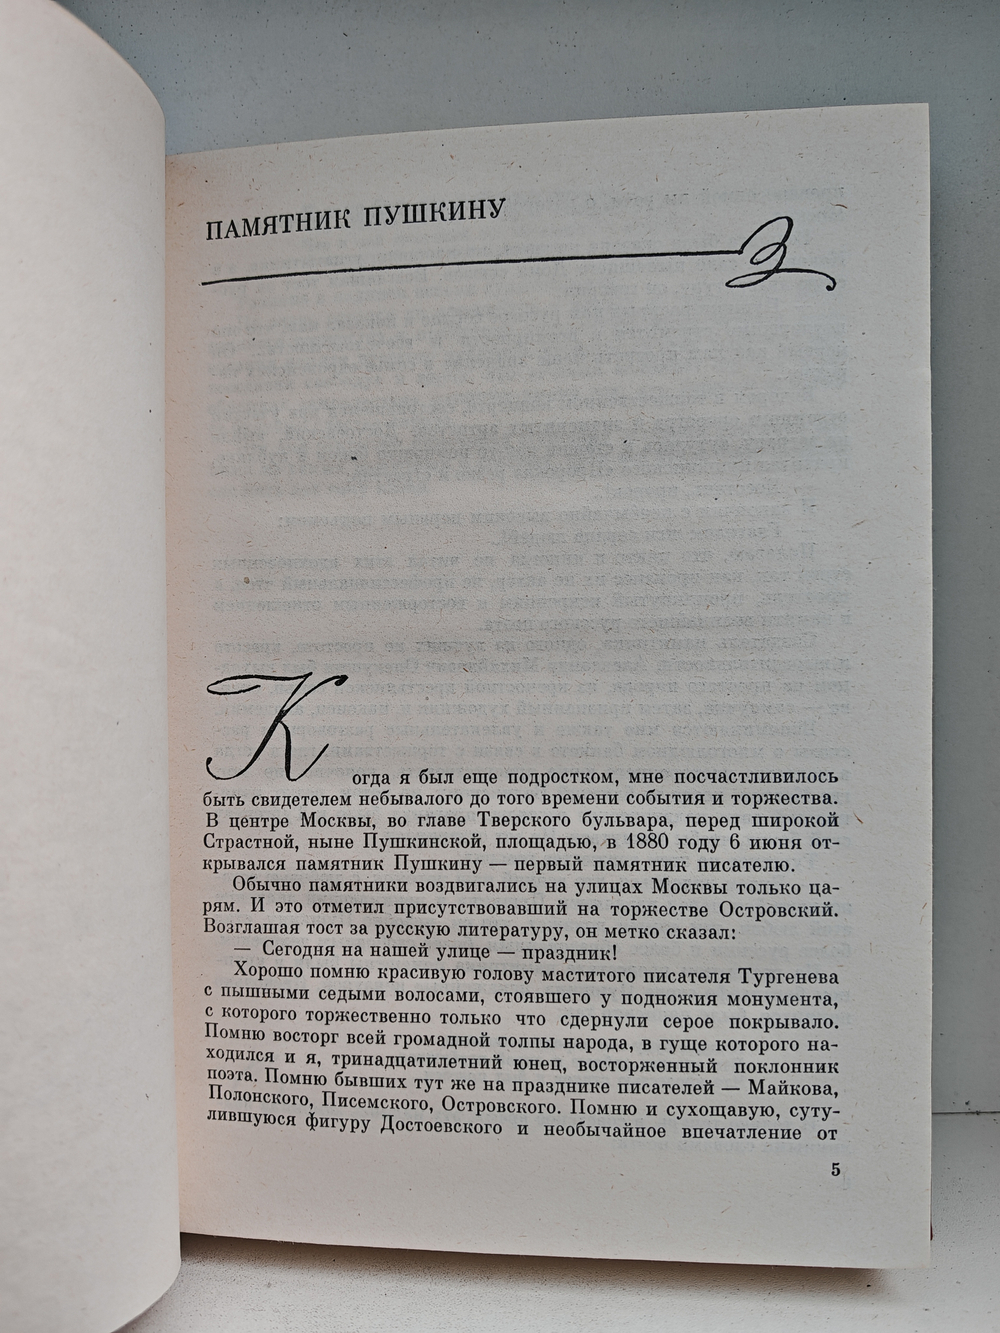 ПАМЯТНИК ПУШКИНУ
Когда я был еще подростком, мне посчастливилось
быть свидетелем небывалого до того времени события и торжества.
В центре Москвы, во главе Тверского бульвара, перед широкой
Страстной, ныне Пушкинской, площадью, в 1880 году 6 июня от-
крывался памятник Пушкину — первый памятник писателю.
Обычно памятники воздвигались на улицах Москвы только ца-
рям. И это отметил присутствовавший на торжестве Островский.
Возглашая тост за русскую литературу, он метко сказал:
— Сегодня на нашей улице — праздник!
Хорошо помню красивую голову маститого писателя Тургенева
с пышными седыми волосами, стоявшего у подножия монумента,
с которого торжественно только что сдернули серое покрывало.
Помню восторг всей громадной толпы народа, в гуще которого на-
ходился и я, тринадцатилетний юнец, восторженный поклонник
поэта. Помню бывших тут же на празднике писателей — Майкова,
Полонского, Писемского, Островского. Помню и сухощавую, суту-
лившуюся фигуру Достоевского и необычайное впечатление от
5